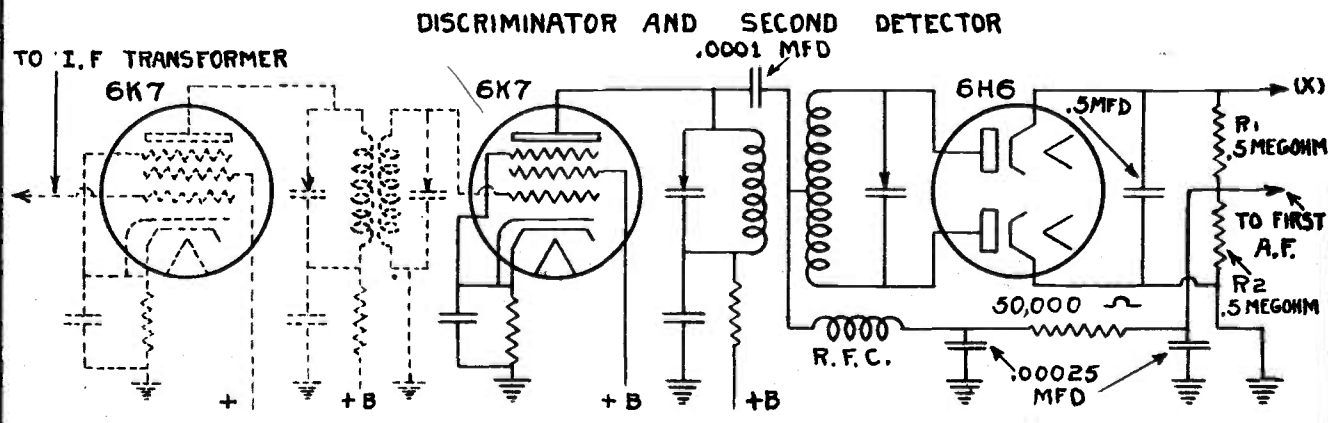 DISCRIMINATOR AND SECOND DETECTOR
TO I.F TRANSFORMER
.0001 MFD
6K7
6K7
6H6
.5MFD
(X)
R1
.5 MEGOHM
TO FIRST
A.F.
R2
.5 MEGOHM
50,000 Ω
R.F.C.
.00025
MFD
+
+B
+B
+B